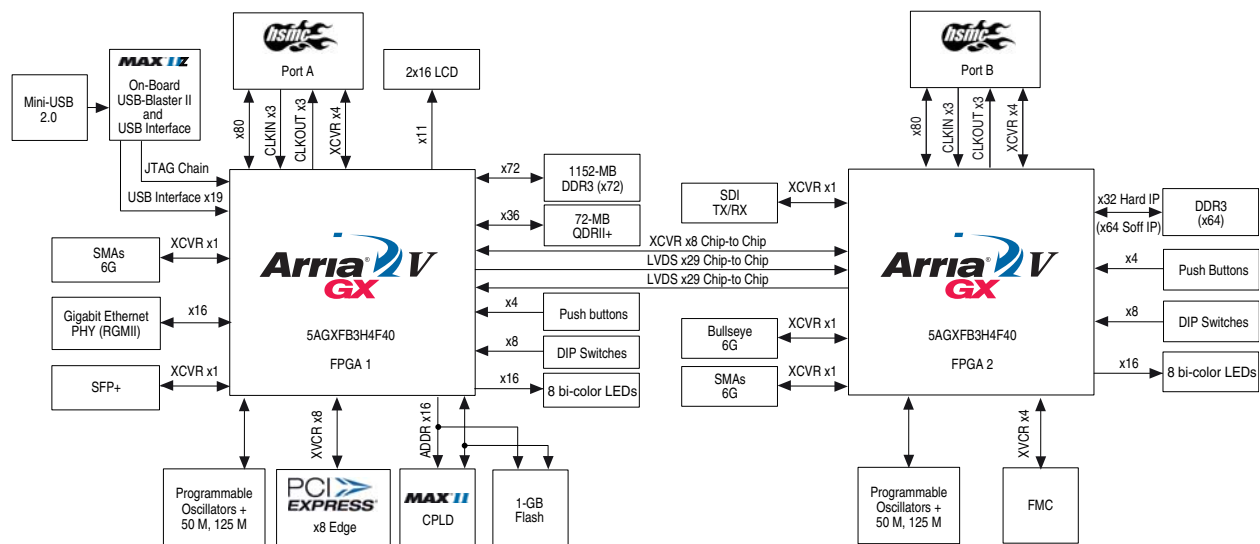 hsmc
Port A
MAX II Z
On-Board
USB-Blaster II
and
USB Interface
Mini-USB
2.0
2x16 LCD
x80
CLKIN x3
CLKOUT x3
XCVR x4
x11
JTAG Chain
USB Interface x19
SMAs
6G
XCVR x1
Gigabit Ethernet
PHY (RGMII)
x16
SFP+
XCVR x1
Arria® V
GX
5AGXFB3H4F40
FPGA 1
x72
1152-MB
DDR3 (x72)
x36
72-MB
QDRII+
XCVR x8 Chip-to Chip
LVDS x29 Chip-to Chip
LVDS x29 Chip-to Chip
x4
Push buttons
x8
DIP Switches
x16
8 bi-color LEDs
XVCR x8
ADDR x16
Programmable
Oscillators +
50 M, 125 M
PCI
EXPRESS®
x8 Edge
MAX II
CPLD
1-GB
Flash
hsmc
Port B
x80
CLKIN x3
CLKOUT x3
XCVR x4
SDI
TX/RX
XCVR x1
Bullseye
6G
XCVR x1
SMAs
6G
XCVR x1
Arria® V
GX
5AGXFB3H4F40
FPGA 2
x32 Hard IP
(x64 Soff IP)
DDR3
(x64)
x4
Push Buttons
x8
DIP Switches
x16
8 bi-color LEDs
XVCR x4
Programmable
Oscillators +
50 M, 125 M
FMC